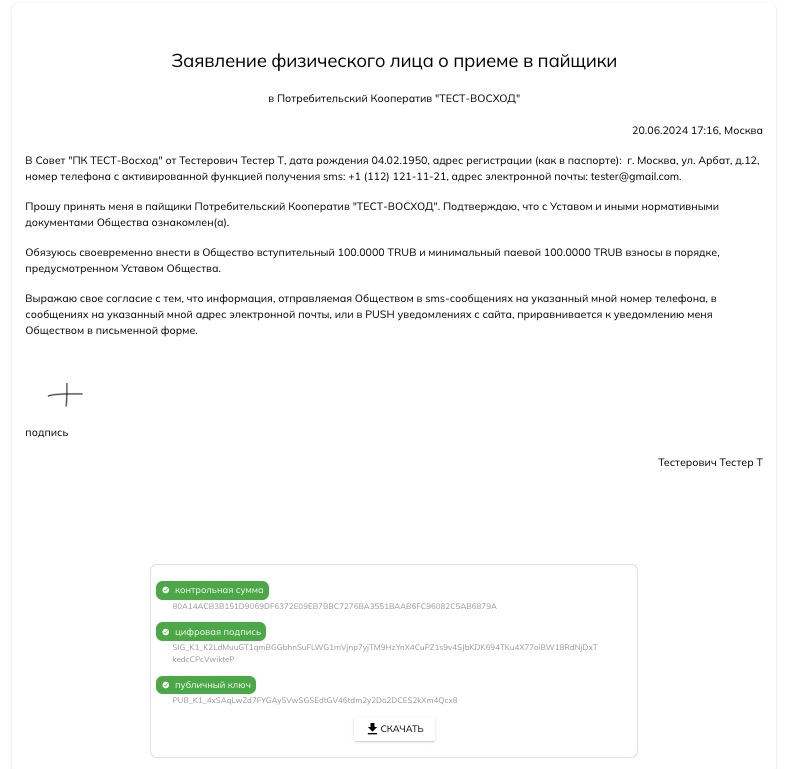 Заявление физического лица о приеме в пайщики
в Потребительский Кооператив "ТЕСТ-ВОСХОД"
20.06.2024 17:16, Москва
В Совет "ПК ТЕСТ-Восход" от Тестерович Тестер Т, дата рождения 04.02.1950, адрес регистрации (как в паспорте): г. Москва, ул. Арбат, д.12,
номер телефона с активированной функцией получения sms: +1 (112) 121-11-21, адрес электронной почты: tester@gmail.com.
Прошу принять меня в пайщики Потребительский Кооператив "ТЕСТ-ВОСХОД". Подтверждаю, что с Уставом и иными нормативными
документами Общества ознакомлен(а).
Обязуюсь своевременно внести в Общество вступительный 100.0000 TRUB и минимальный паевой 100.0000 TRUB взносы в порядке,
предусмотренном Уставом Общества.
Выражаю свое согласие с тем, что информация, отправляемая Обществом в sms-сообщениях на указанный мной номер телефона, в
сообщениях на указанный мной адрес электронной почты, или в PUSH уведомлениях с сайта, приравнивается к уведомлению меня
Обществом в письменной форме.
подпись
Тестерович Тестер Т
контрольная сумма
80A14ACB3B151D9069DF6372E09EB7BBC7276BA3551BAAB6FC96082C5AB6879A
цифровая подпись
SIG_K1_K2LdMuuGT1qmBGGbhnSuFLWG1mVjnp7yjTM9HzYnX4CuPZ1s9v4SJbKDK694TKu4X77oiBW18RdNjDxT
kedcCPcVwikteP
публичный ключ
PUB_K1_4xSAqLwZd7FYGAy5VwSGSEdtGV46tdm2y2Do2DCES2kXm4Qcx8
СКАЧАТЬ